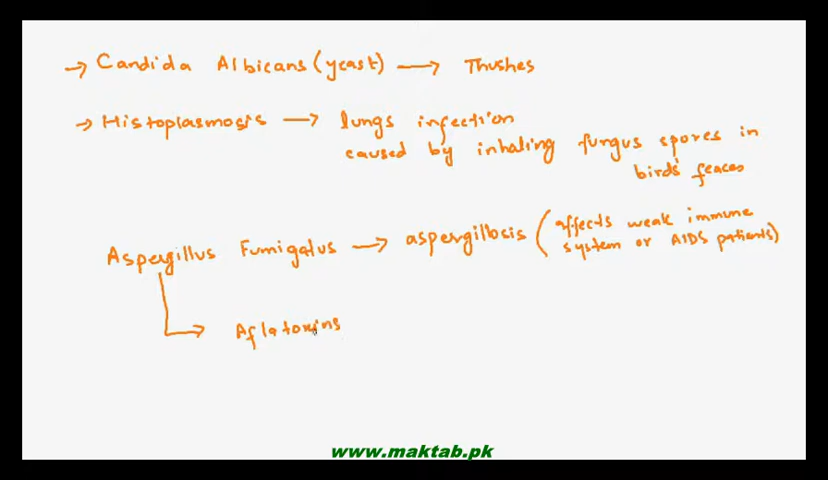 → Candida Albicans (yeast) → Thushes
→ Histoplasmosis → lungs infection
caused by inhaling fungus spores in
birds' feaces
Aspergillus Fumigatus → aspergillosis (affects weak immune
system or AIDS patients)
→ Aflatoxins
www.maktab.pk